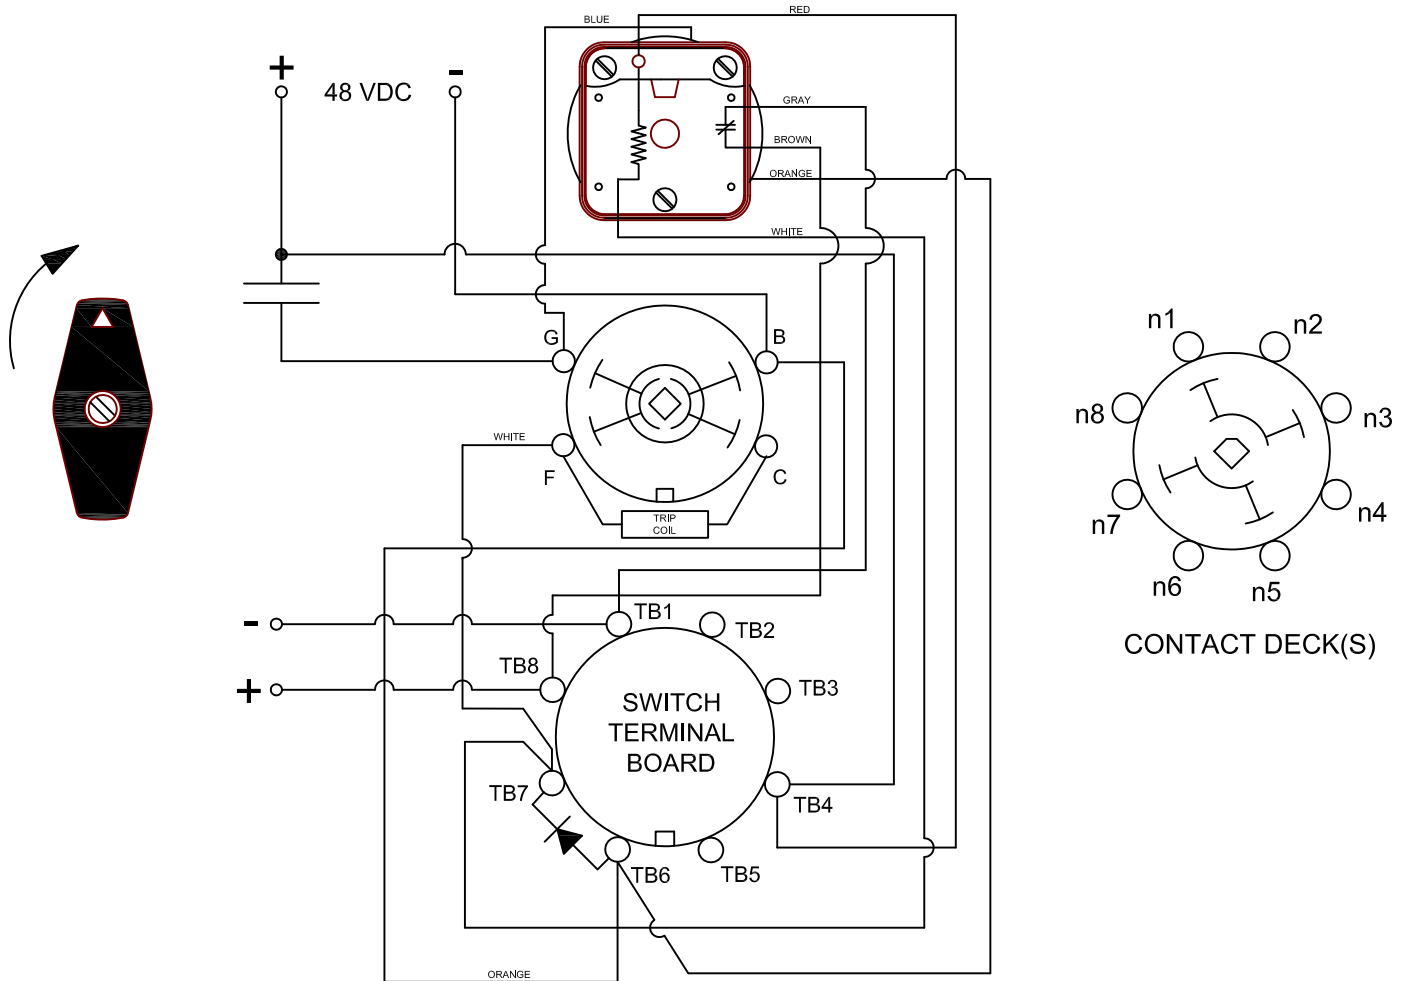 BLUE
RED
+
48 VDC
-
GRAY
BROWN
ORANGE
WHITE
G
B
n1
n2
n8
n3
n7
n4
n6
n5
CONTACT DECK(S)
WHITE
F
C
TRIP
COIL
-
TB1
TB2
TB8
+
TB3
SWITCH
TERMINAL
BOARD
TB7
TB4
TB6
TB5
ORANGE